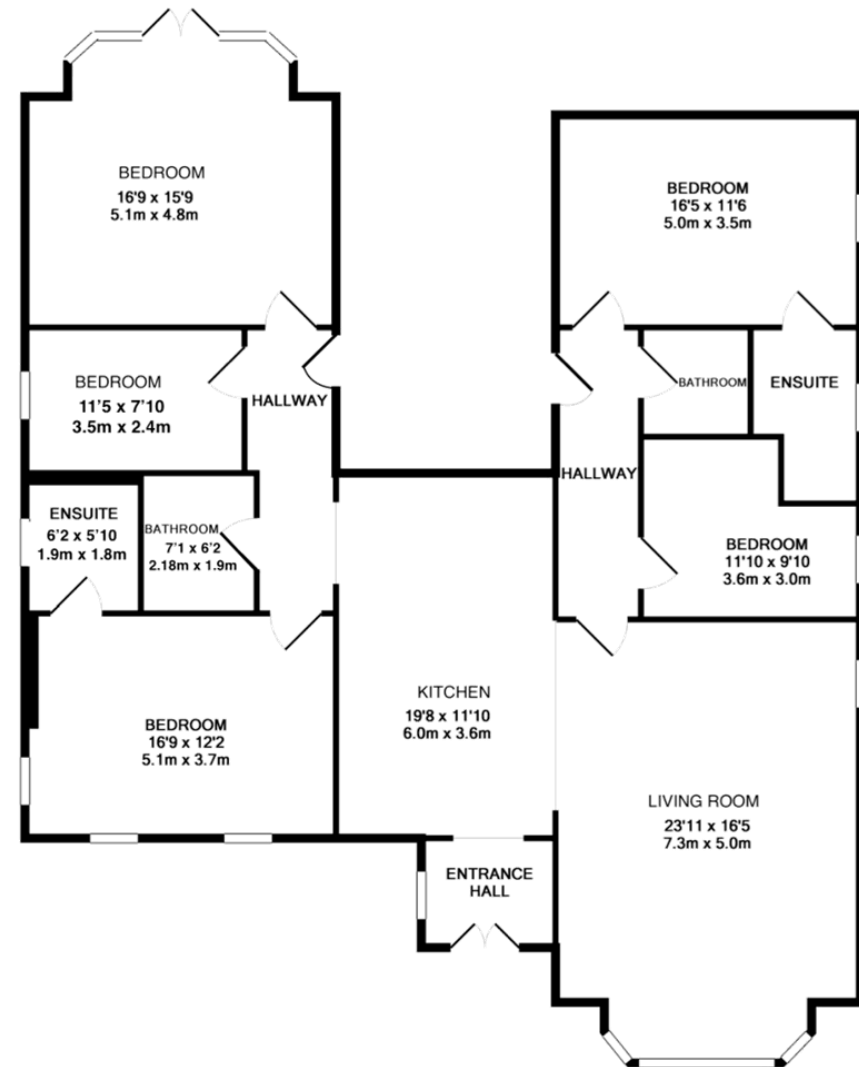 BEDROOM
16'9 x 15'9
5.1m x 4.8m
BEDROOM
16'5 x 11'6
5.0m x 3.5m
BEDROOM
11'5 x 7'10
3.5m x 2.4m
HALLWAY
BATHROOM
ENSUITE
ENSUITE
6'2 x 5'10
1.9m x 1.8m
BATHROOM
7'1 x 6'2
2.18m x 1.9m
HALLWAY
BEDROOM
11'10 x 9'10
3.6m x 3.0m
BEDROOM
16'9 x 12'2
5.1m x 3.7m
KITCHEN
19'8 x 11'10
6.0m x 3.6m
LIVING ROOM
23'11 x 16'5
7.3m x 5.0m
ENTRANCE
HALL